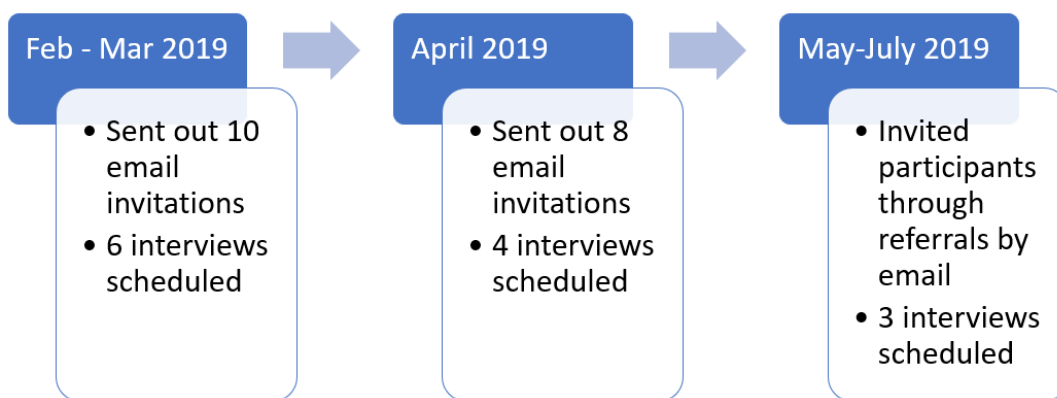 Feb - Mar 2019
• Sent out 10
email
invitations
• 6 interviews
scheduled
April 2019
• Sent out 8
email
invitations
• 4 interviews
scheduled
May-July 2019
• Invited
participants
through
referrals by
email
• 3 interviews
scheduled